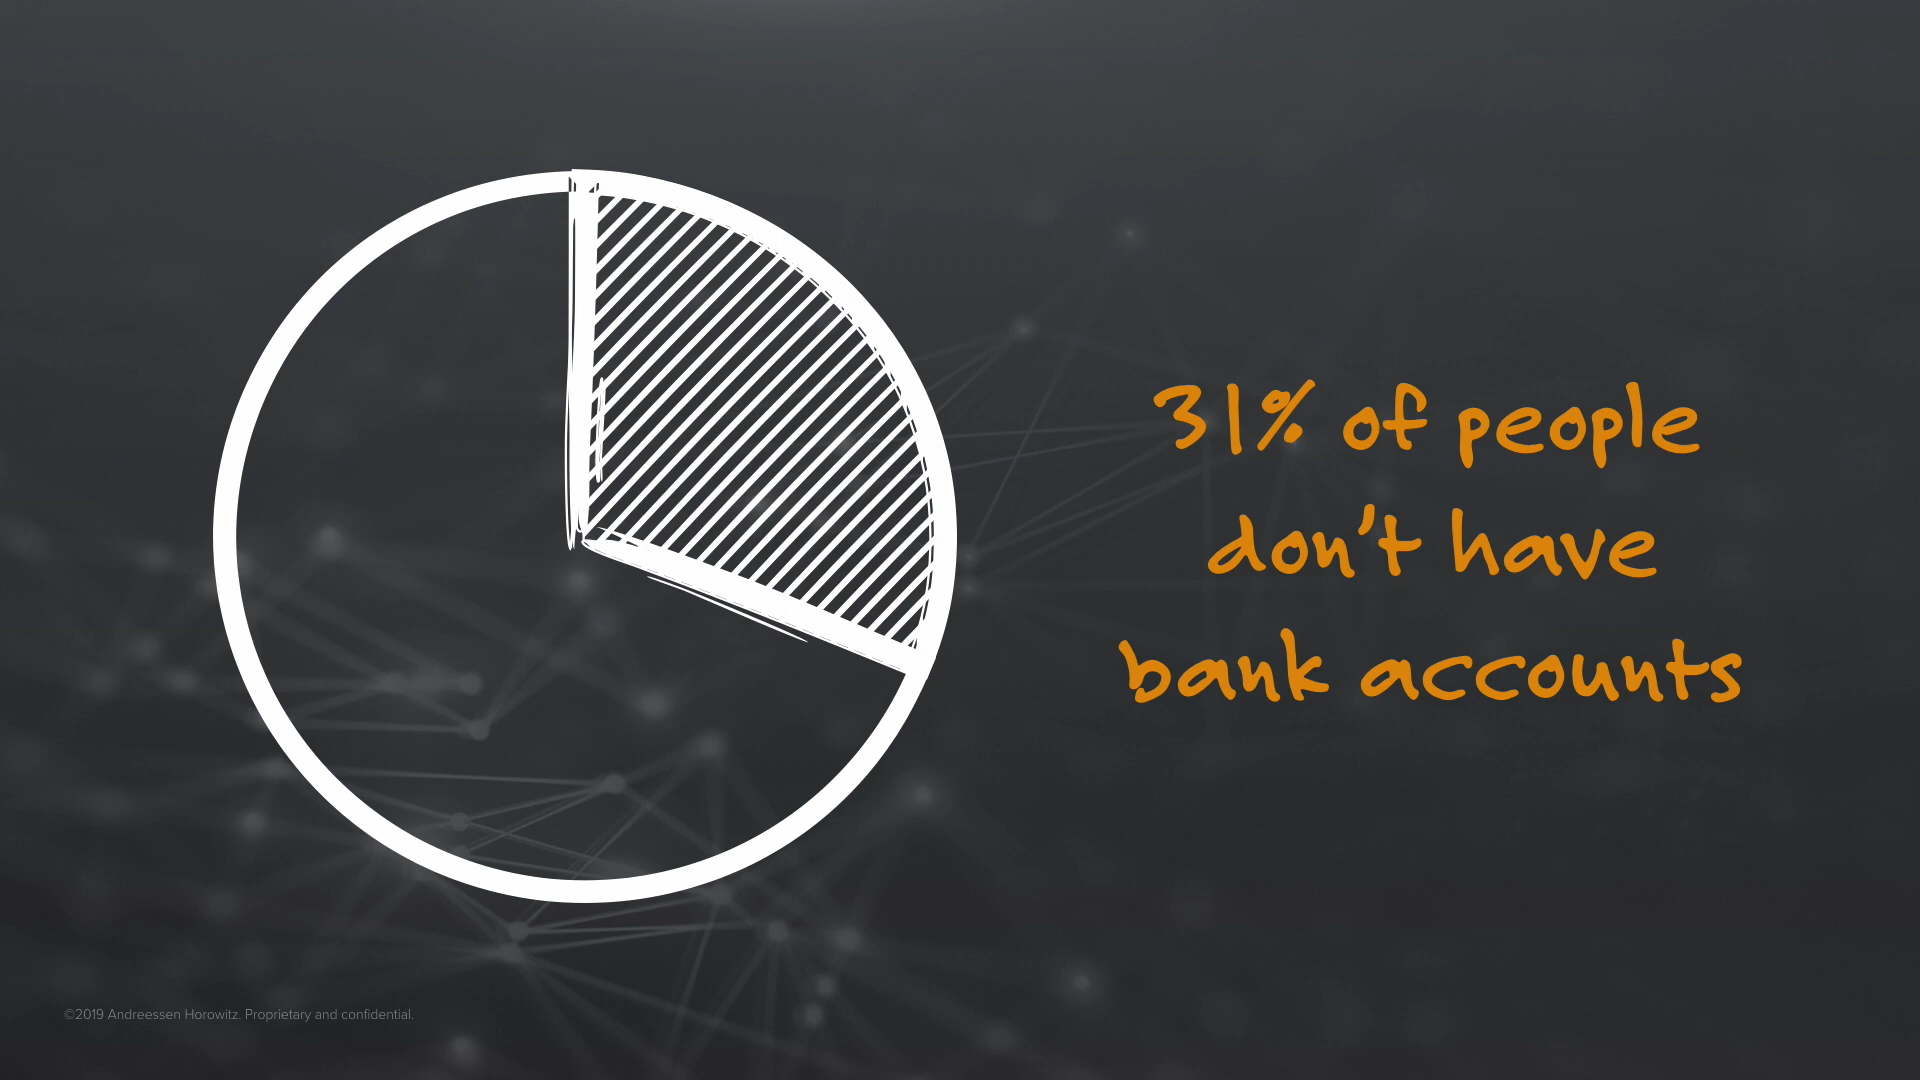 31% of people
don't have
bank accounts
©2019 Andreessen Horowitz. Proprietary and confidential.